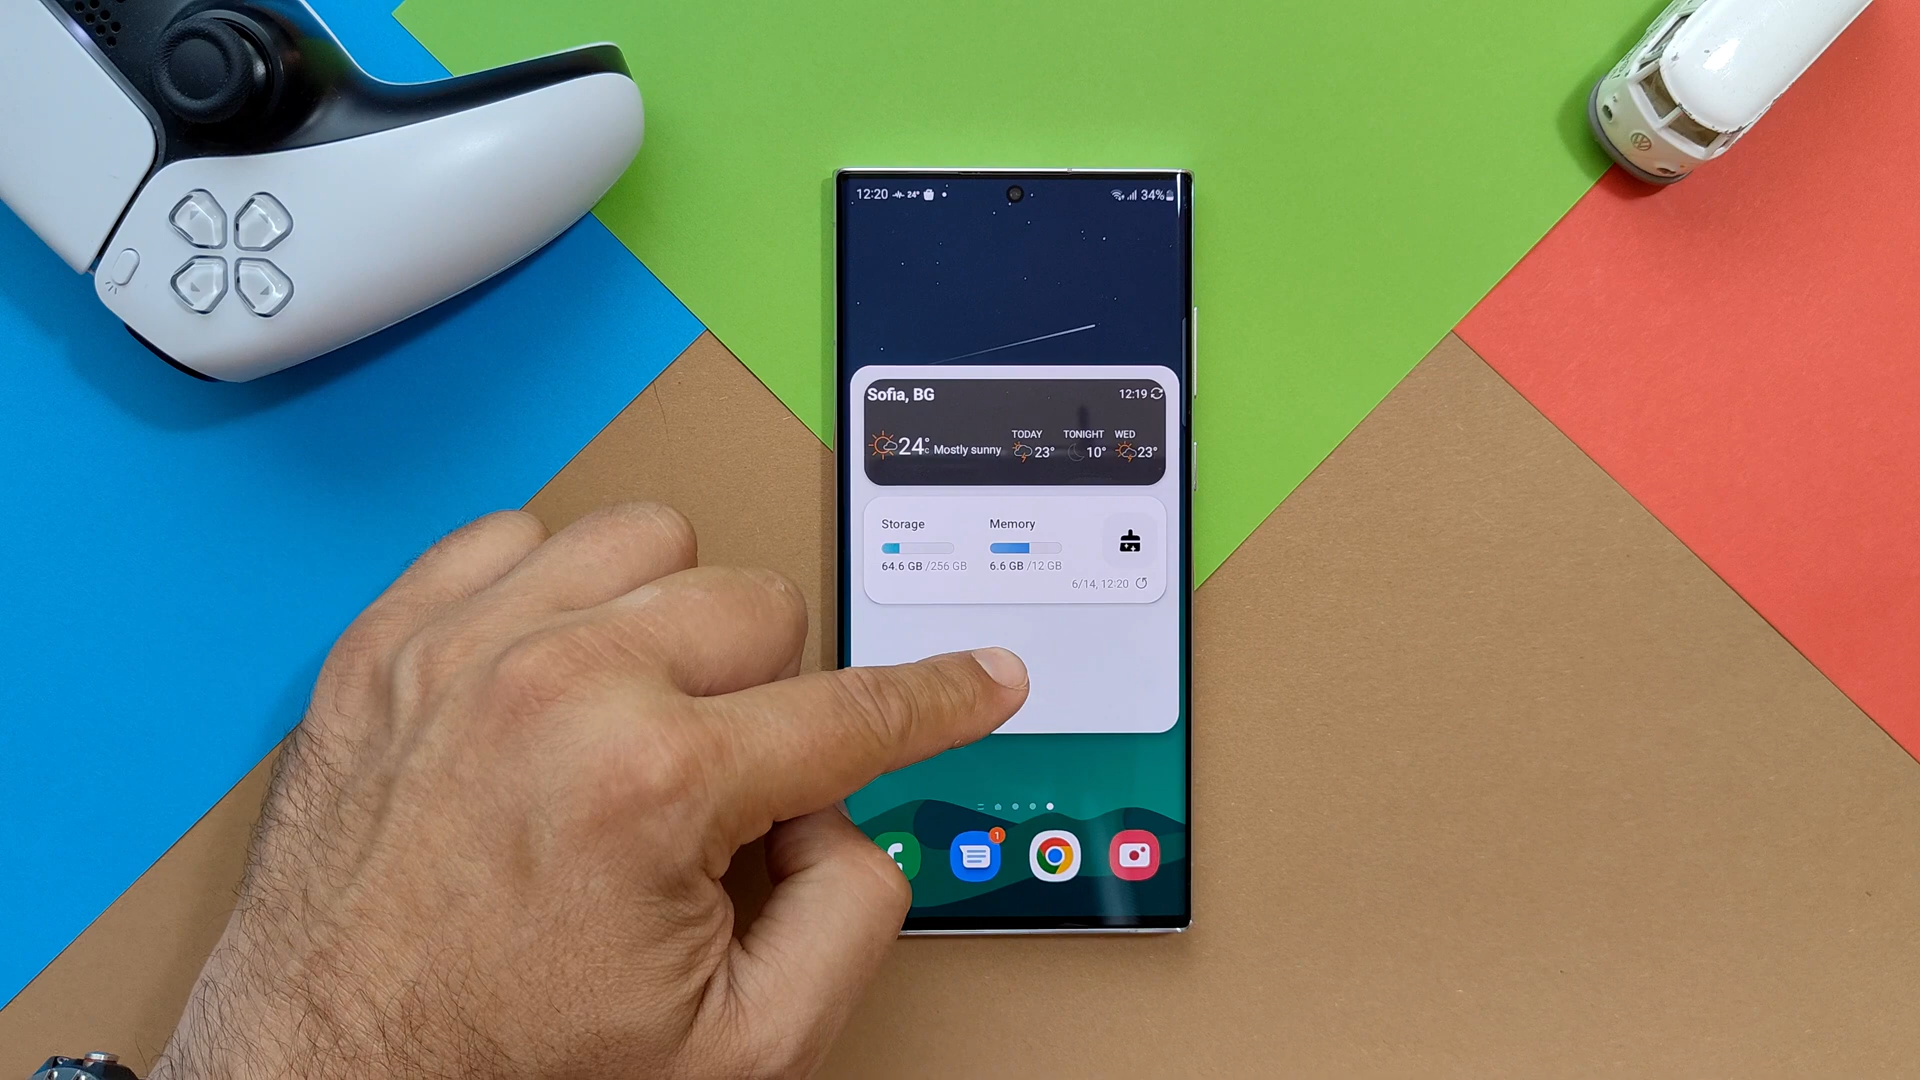 12:20 24° 34%
Sofia, BG 12:19
TODAY TONIGHT WED
24°c Mostly sunny 23° 10° 23°
Storage Memory
64.6 GB /256 GB 6.6 GB /12 GB
6/14, 12:20
1